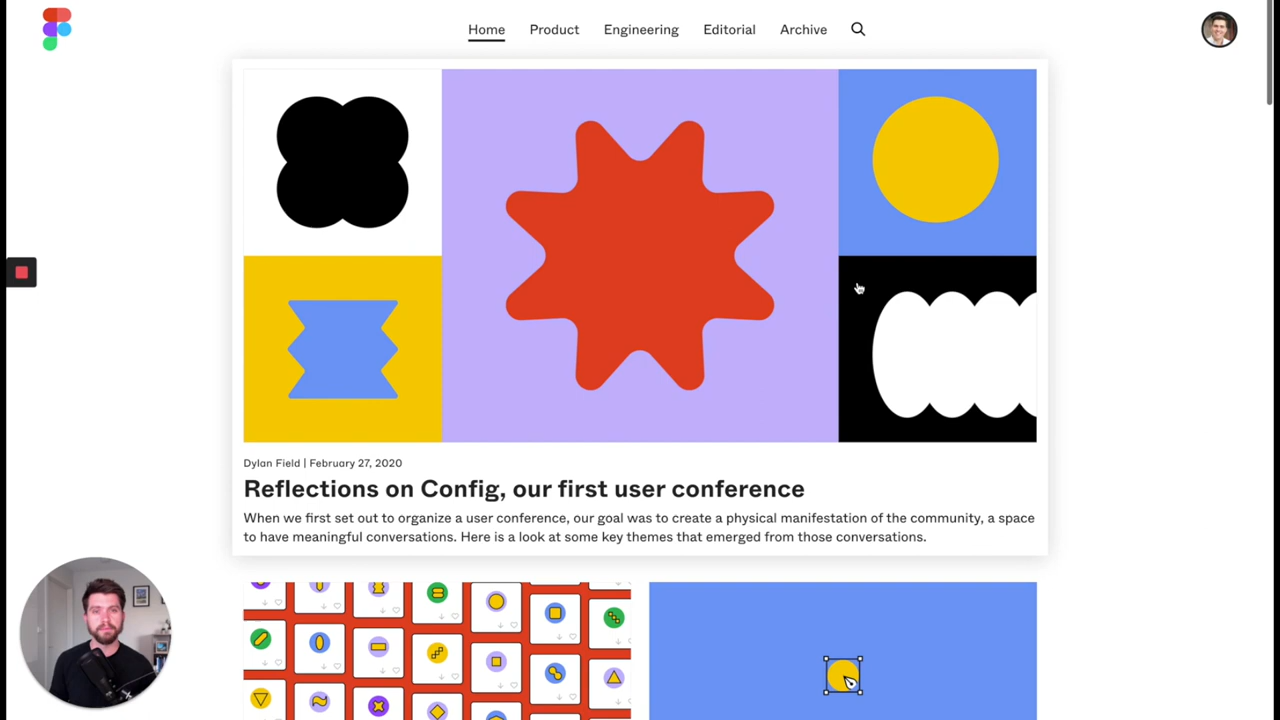 Home Product Engineering Editorial Archive
Dylan Field | February 27, 2020
Reflections on Config, our first user conference
When we first set out to organize a user conference, our goal was to create a physical manifestation of the community, a space
to have meaningful conversations. Here is a look at some key themes that emerged from those conversations.